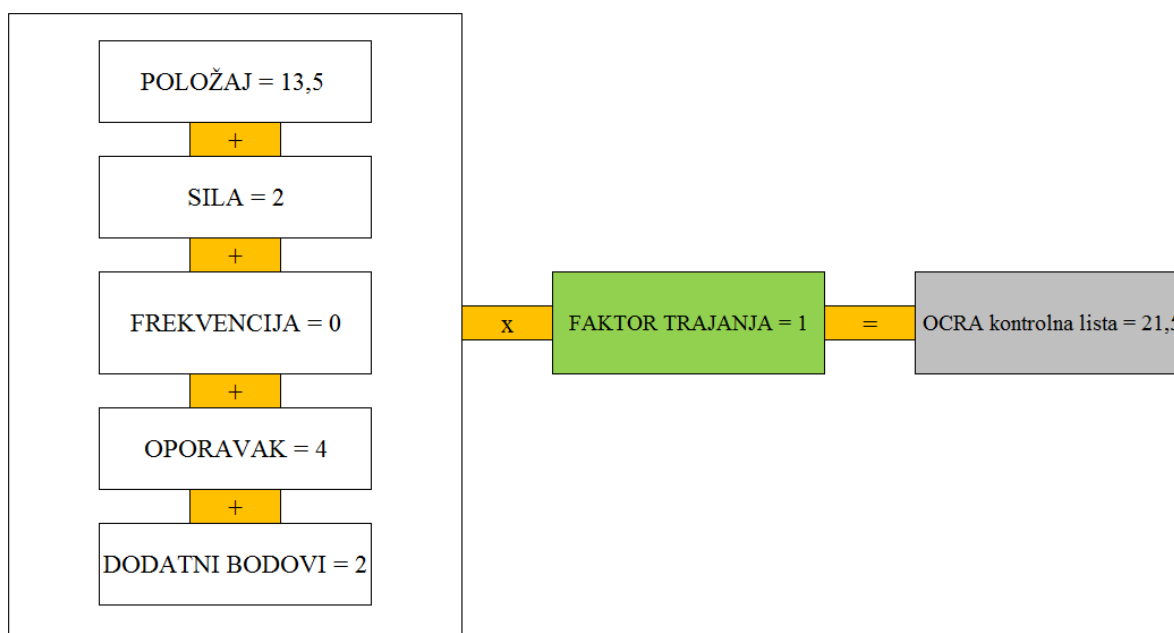 POLOŽAJ = 13,5
+
SILA = 2
+
FREKVENCIJA = 0
+
OPORAVAK = 4
+
DODATNI BODOVI = 2
x
FAKTOR TRAJANJA = 1
=
OCRA kontrolna lista = 21,5